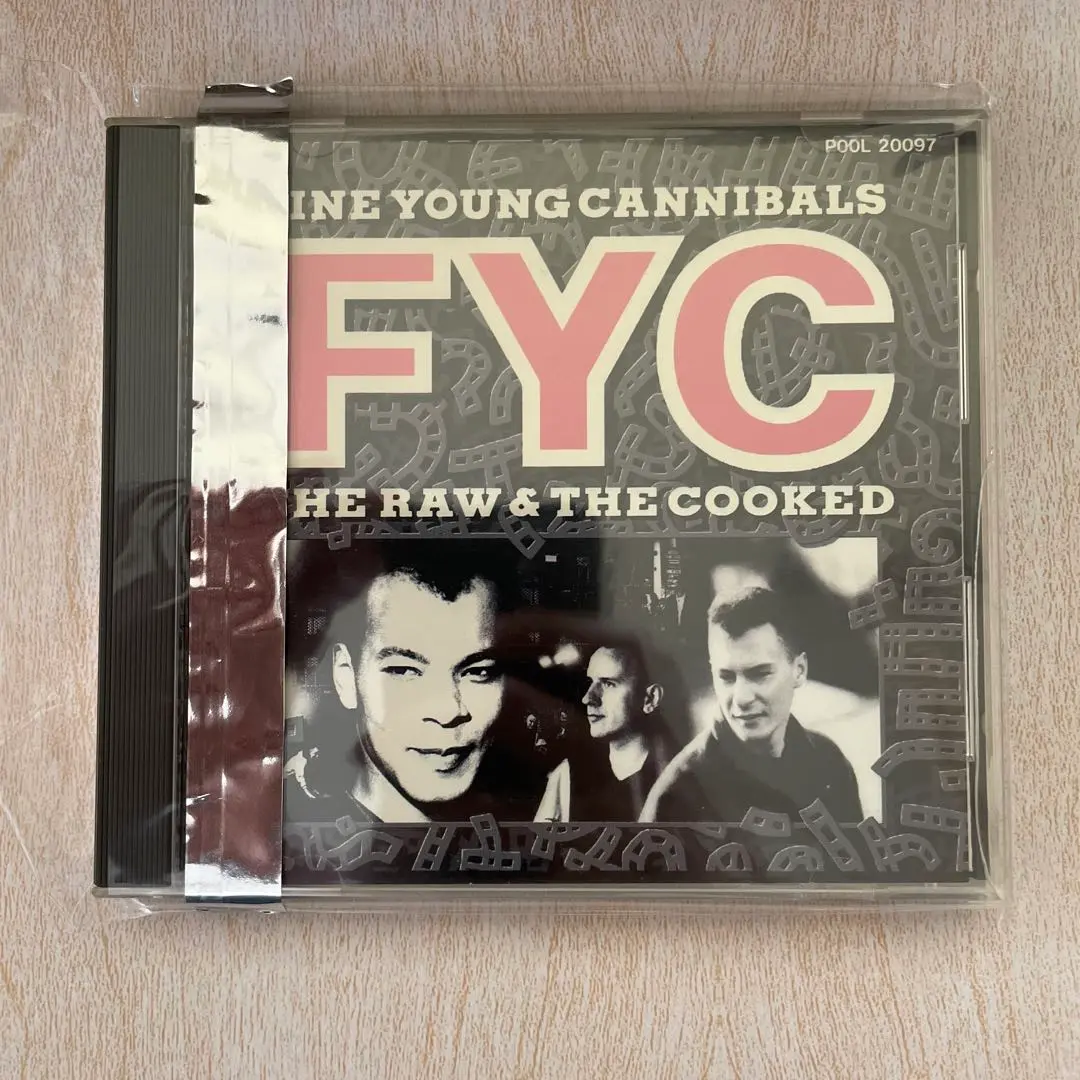 POOL 20097
INE YOUNG CANNIBALS
FYC
HE RAW & THE COOKED